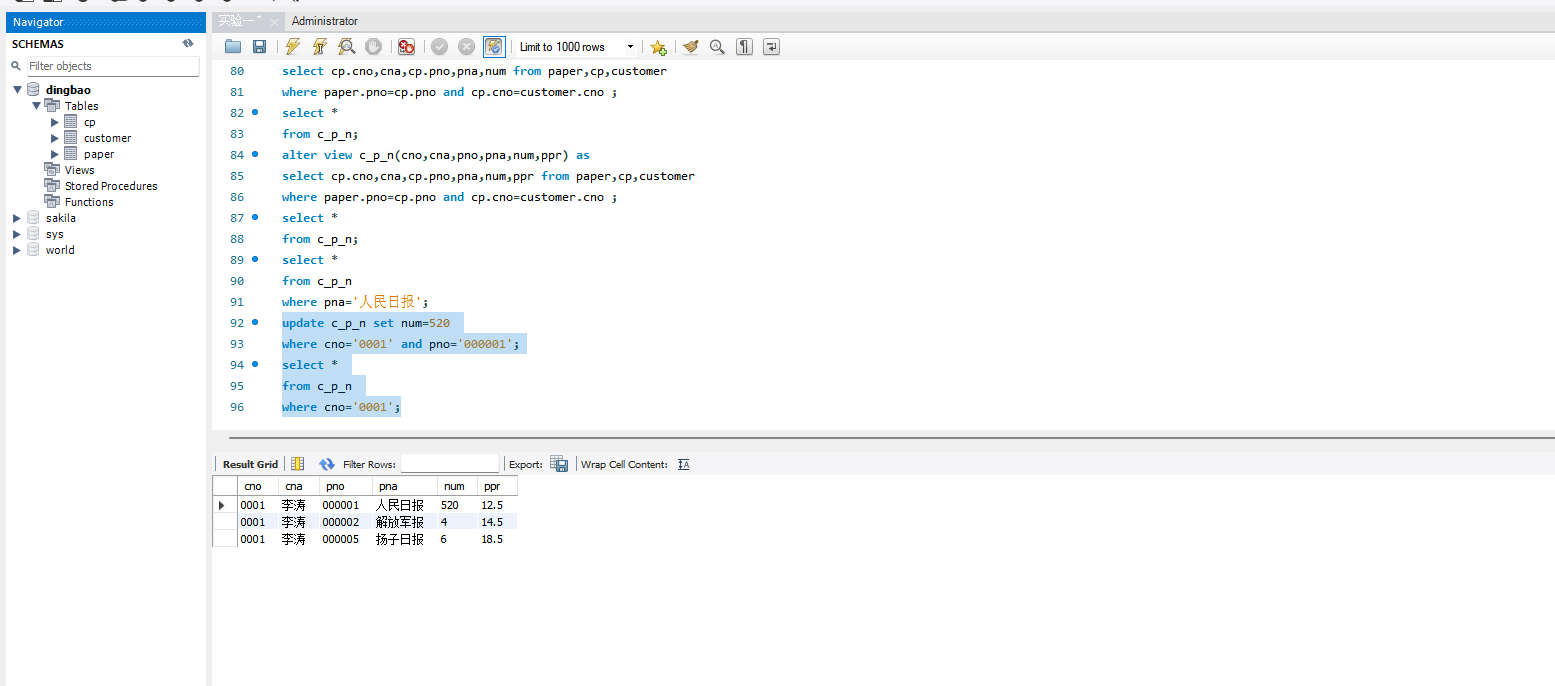 Navigator
实验一*
Administrator
SCHEMAS
Limit to 1000 rows
Filter objects
dingbao
Tables
cp
customer
paper
Views
Stored Procedures
Functions
sakila
sys
world
80 select cp.cno,cna,cp.pno,pna,num from paper,cp,customer
81 where paper.pno=cp.pno and cp.cno=customer.cno ;
82 select *
83 from c_p_n;
84 alter view c_p_n(cno,cna,pno,pna,num,ppr) as
85 select cp.cno,cna,cp.pno,pna,num,ppr from paper,cp,customer
86 where paper.pno=cp.pno and cp.cno=customer.cno ;
87 select *
88 from c_p_n;
89 select *
90 from c_p_n
91 where pna='人民日报';
92 update c_p_n set num=520
93 where cno='0001' and pno='000001';
94 select *
95 from c_p_n
96 where cno='0001';
Result Grid Filter Rows: Export: Wrap Cell Content:
cno cna pno pna num ppr
0001 李涛 000001 人民日报 520 12.5
0001 李涛 000002 解放军报 4 14.5
0001 李涛 000005 扬子日报 6 18.5